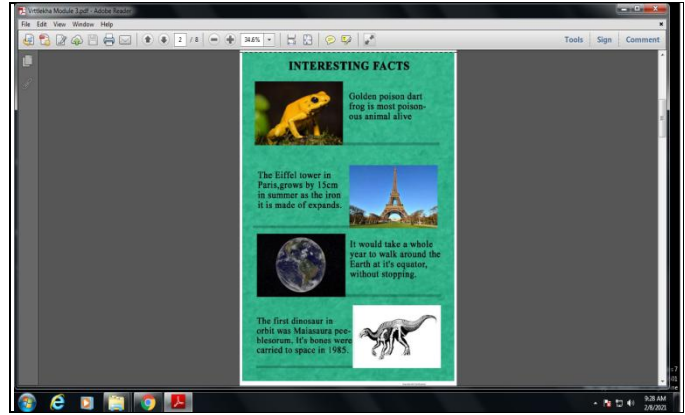 Vrttlekha Module 3.pdf - Adobe Reader
File Edit View Window Help
2 / 8 34.6% Tools Sign Comment
INTERESTING FACTS
Golden poison dart
frog is most poison-
ous animal alive
The Eiffel tower in
Paris,grows by 15cm
in summer as the iron
it is made of expands.
It would take a whole
year to walk around the
Earth at it's equator,
without stopping.
The first dinosaur in
orbit was Maiasaura pee-
blesorum. It's bones were
carried to space in 1985.
9:28 AM
2/8/2021